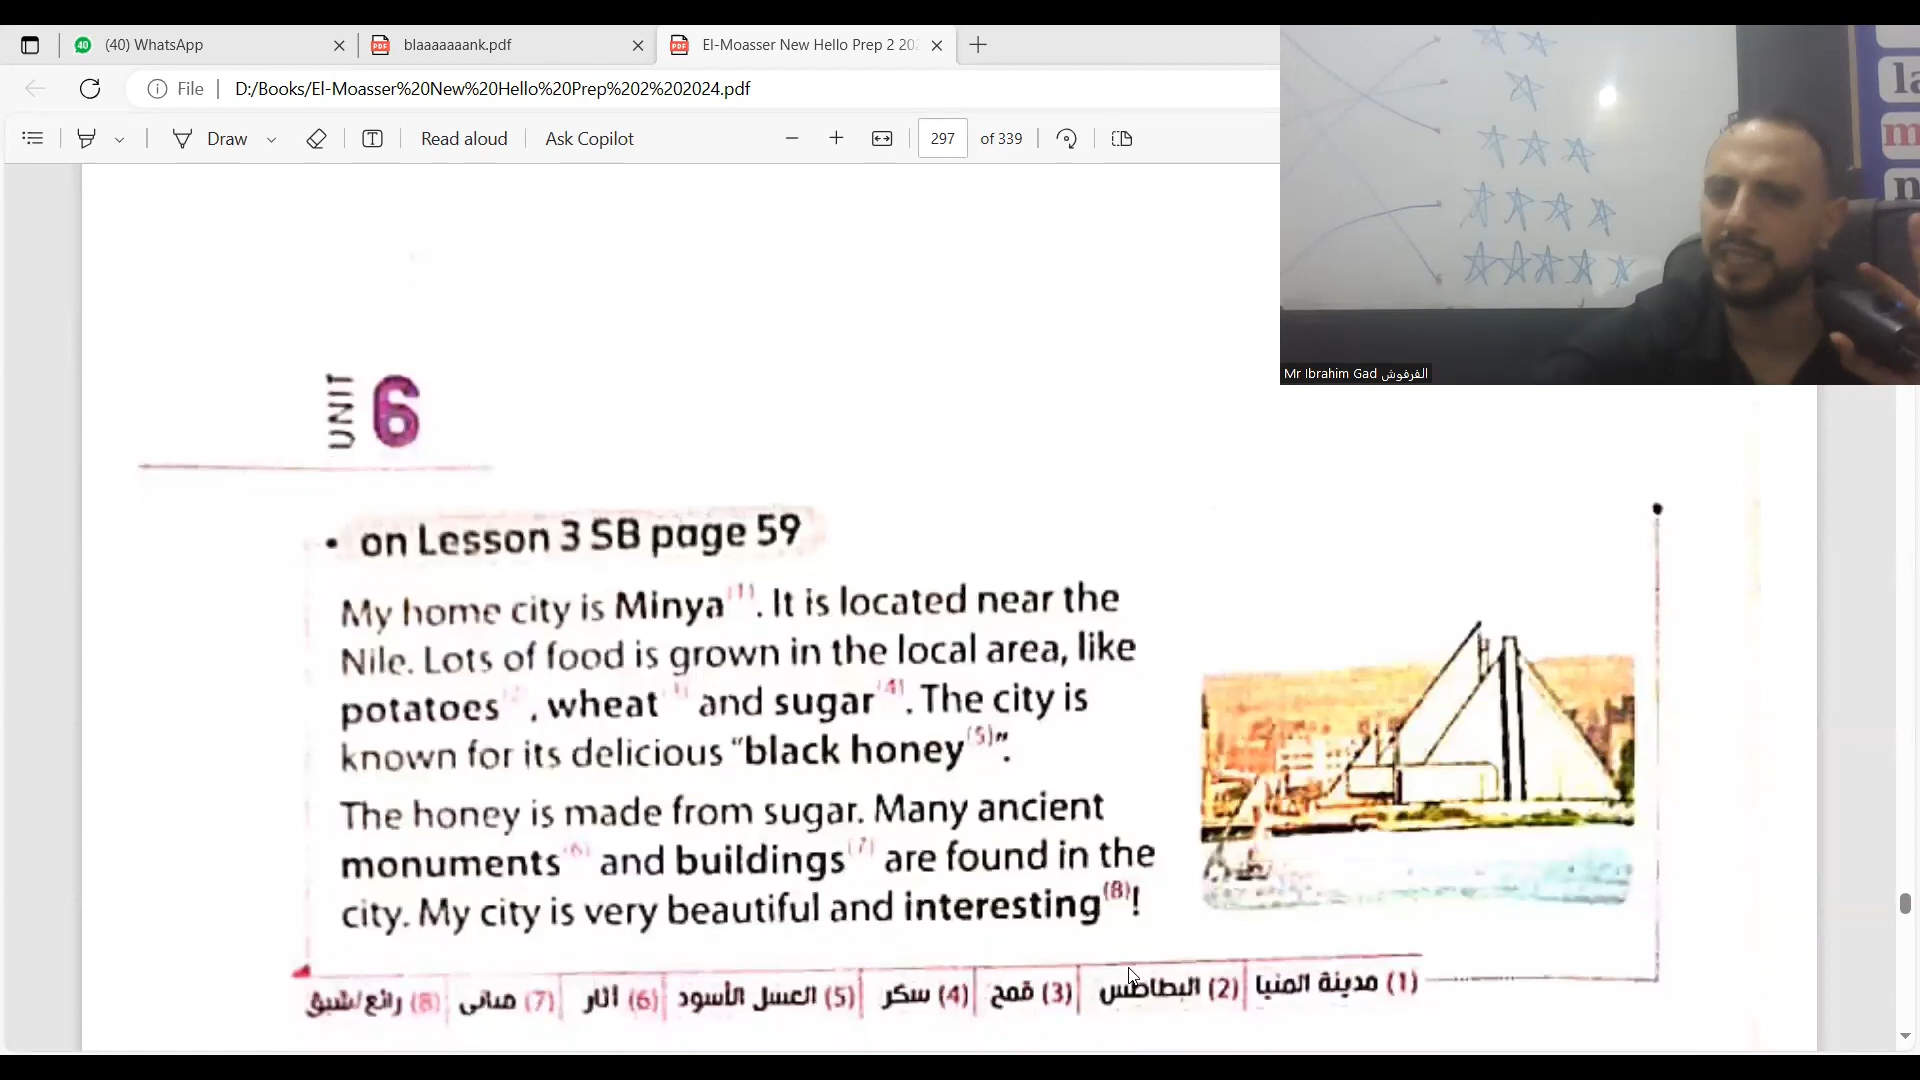 (40) WhatsApp
blaaaaaaank.pdf
El-Moasser New Hello Prep 2 202
File
D:/Books/El-Moasser%20New%20Hello%20Prep%202%202024.pdf
Draw
Read aloud
Ask Copilot
297 of 339
la
m
n
Mr Ibrahim Gad الفرفوش
UNIT 6
• on Lesson 3 SB page 59
My home city is Minya(1). It is located near the
Nile. Lots of food is grown in the local area, like
potatoes(2), wheat(3) and sugar(4). The city is
known for its delicious “black honey(5)”.
The honey is made from sugar. Many ancient
monuments(6) and buildings(7) are found in the
city. My city is very beautiful and interesting(8)!
(1) مدينة المنيا (2) البطاطس (3) قمح (4) سكر (5) العسل الأسود (6) آثار (7) مبانى (8) رائع/شيق